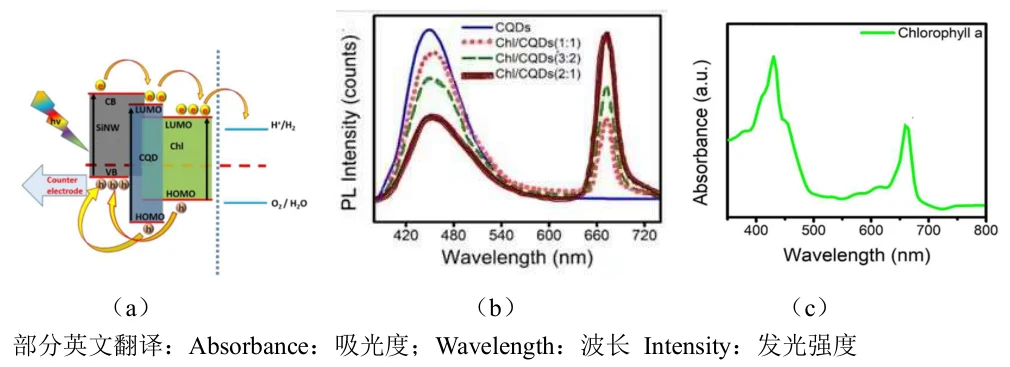 CB
LUMO
hv
SiNW
LUMO
H⁺/H₂
Chl
CQD
VB
Counter
electrode
h h h
HOMO
O₂ / H₂O
h
HOMO
h
PL Intensity (counts)
CQDs
Chl/CQDs(1:1)
Chl/CQDs(3:2)
Chl/CQDs(2:1)
420 480 540 600 660 720
Wavelength (nm)
Absorbance (a.u.)
Chlorophyll a
400 500 600 700 800
Wavelength (nm)
(a) (b) (c)
部分英文翻译：Absorbance：吸光度；Wavelength：波长 Intensity：发光强度